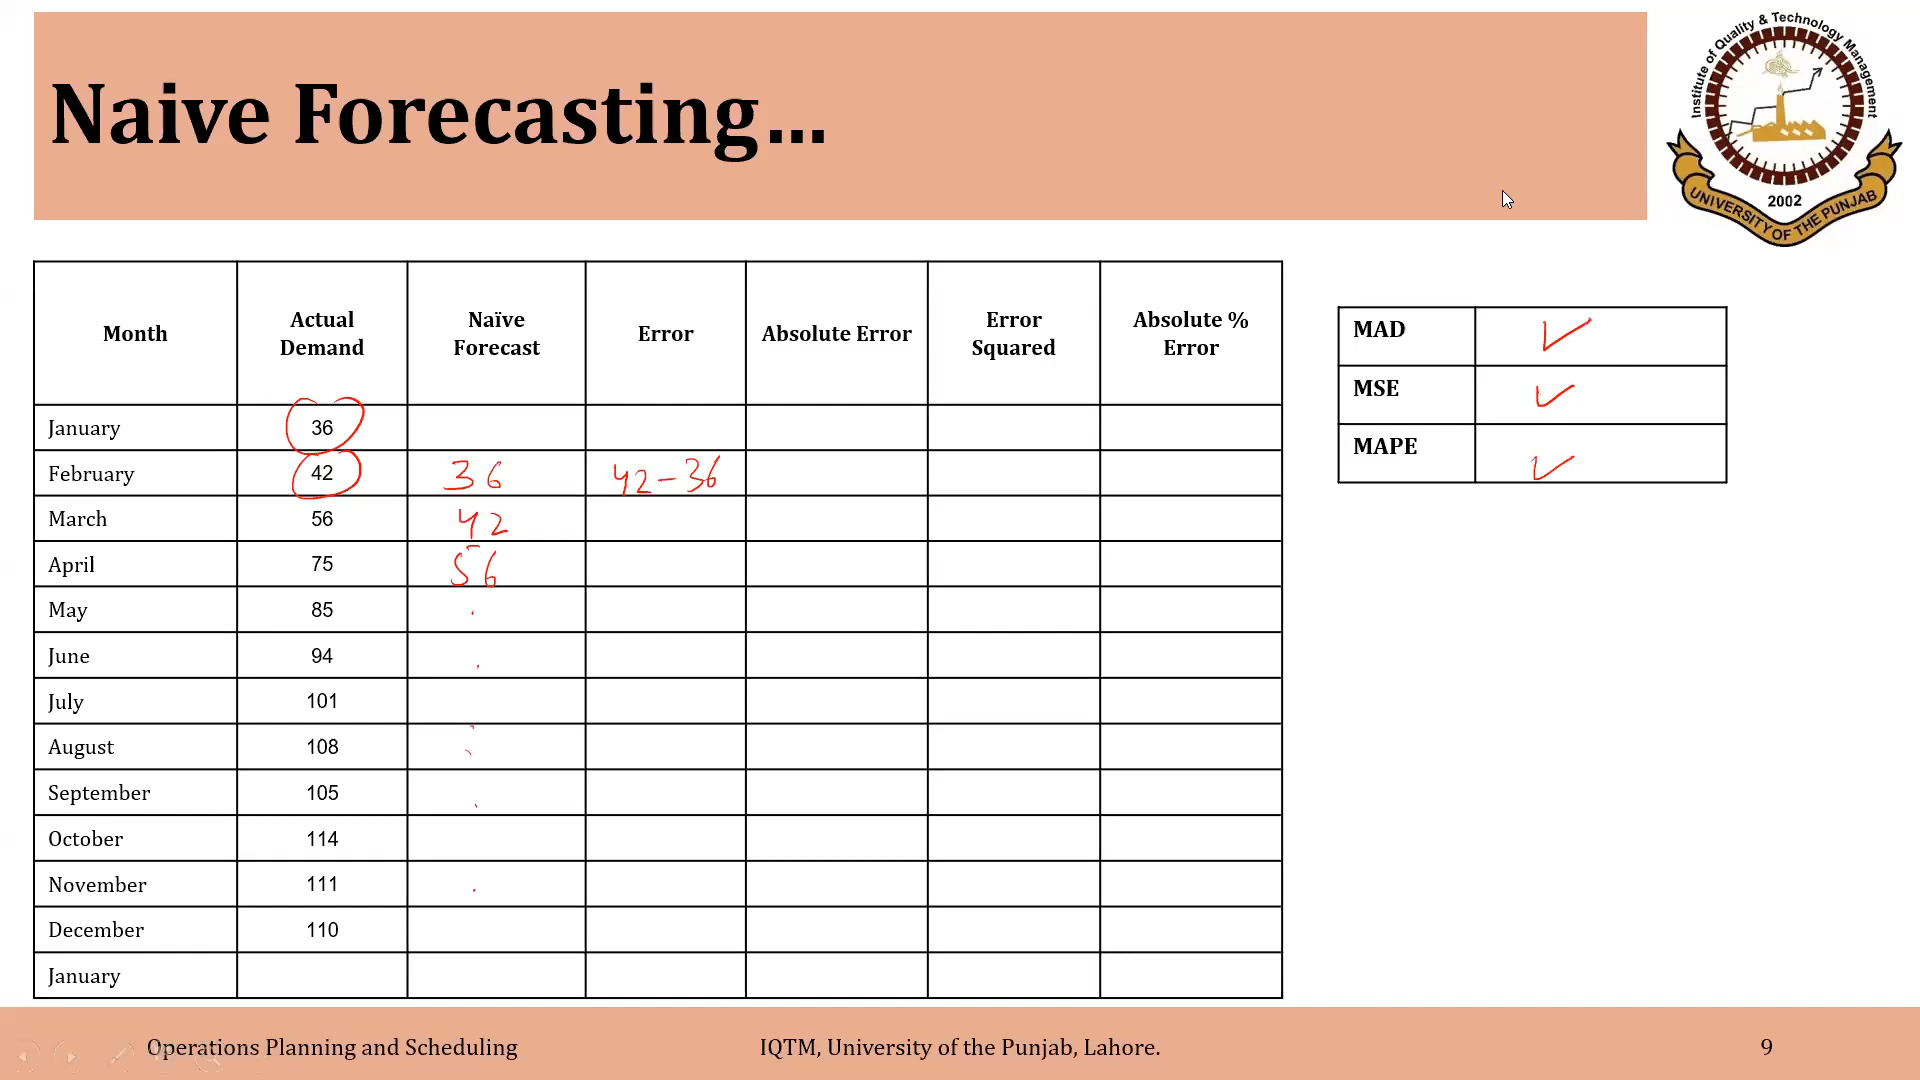 Naive Forecasting...
Institute of Quality & Technology Management
2002
UNIVERSITY OF THE PUNJAB
Month Actual Demand Naïve Forecast Error Absolute Error Error Squared Absolute % Error
January 36
February 42 36 42-36
March 56 42
April 75 56
May 85
June 94
July 101
August 108
September 105
October 114
November 111
December 110
January
MAD
MSE
MAPE
Operations Planning and Scheduling IQTM, University of the Punjab, Lahore. 9